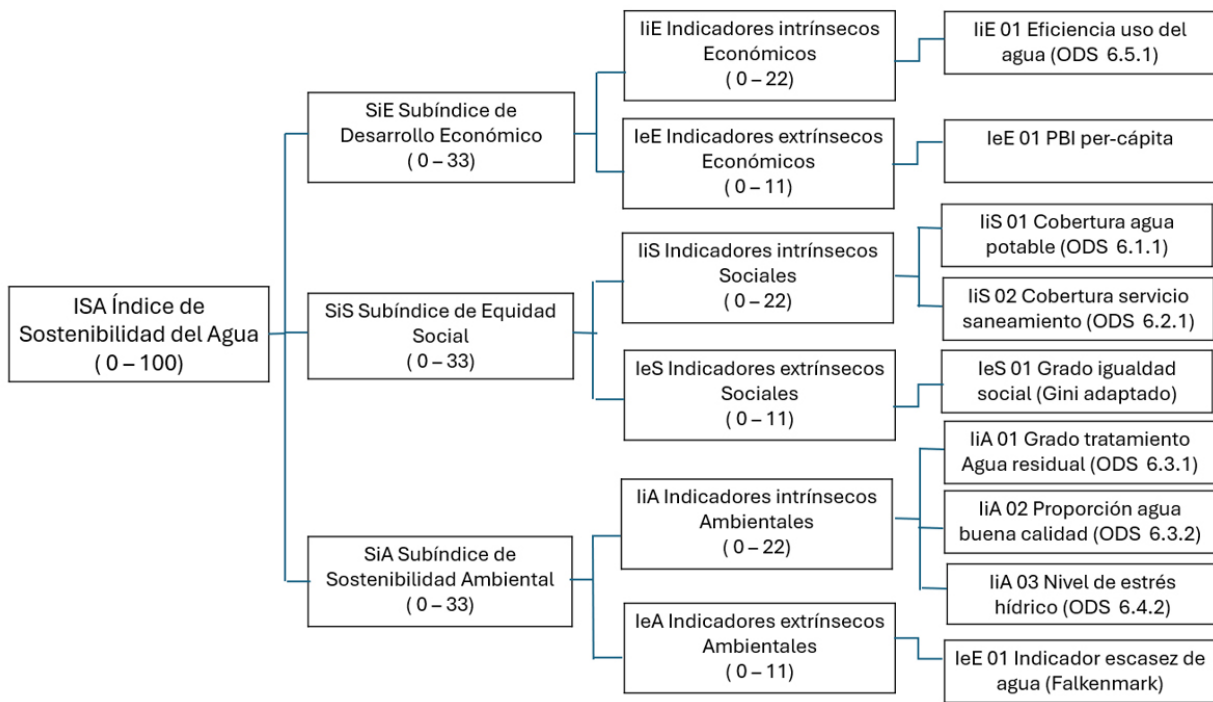 ISA Índice de
Sostenibilidad del Agua
( 0 – 100)
SiE Subíndice de
Desarrollo Económico
( 0 – 33)
SiS Subíndice de Equidad
Social
( 0 – 33)
SiA Subíndice de
Sostenibilidad Ambiental
( 0 – 33)
IiE Indicadores intrínsecos
Económicos
( 0 – 22)
IeE Indicadores extrínsecos
Económicos
( 0 – 11)
IiS Indicadores intrínsecos
Sociales
( 0 – 22)
IeS Indicadores extrínsecos
Sociales
( 0 – 11)
IiA Indicadores intrínsecos
Ambientales
( 0 – 22)
IeA Indicadores extrínsecos
Ambientales
( 0 – 11)
IiE 01 Eficiencia uso del
agua (ODS 6.5.1)
IeE 01 PBI per-cápita
IiS 01 Cobertura agua
potable (ODS 6.1.1)
IiS 02 Cobertura servicio
saneamiento (ODS 6.2.1)
IeS 01 Grado igualdad
social (Gini adaptado)
IiA 01 Grado tratamiento
Agua residual (ODS 6.3.1)
IiA 02 Proporción agua
buena calidad (ODS 6.3.2)
IiA 03 Nivel de estrés
hídrico (ODS 6.4.2)
IeE 01 Indicador escasez de
agua (Falkenmark)